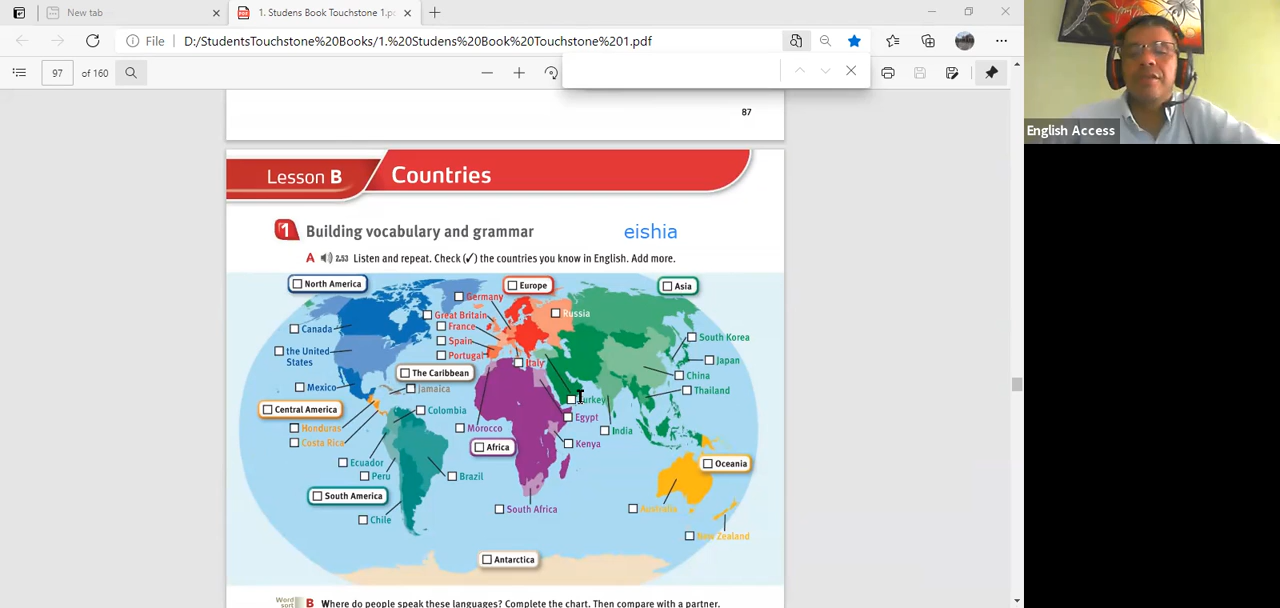 New tab
1. Studens Book Touchstone 1.pc
File
D:/StudentsTouchstone%20Books/1.%20Studens%20Book%20Touchstone%201.pdf
97 of 160
English Access
87
Lesson B Countries
1 Building vocabulary and grammar eishia
A 2.53 Listen and repeat. Check (✓) the countries you know in English. Add more.
North America
Europe
Asia
Germany
Great Britain
Russia
Canada
France
South Korea
Spain
the United
States
Portugal
Italy
Japan
The Caribbean
China
Mexico
Jamaica
Thailand
Turkey
Central America
Colombia
Egypt
Honduras
Morocco
India
Costa Rica
Africa
Kenya
Ecuador
Oceania
Peru
Brazil
South America
South Africa
Australia
Chile
New Zealand
Antarctica
Word
sort
B Where do people speak these languages? Complete the chart. Then compare with a partner.